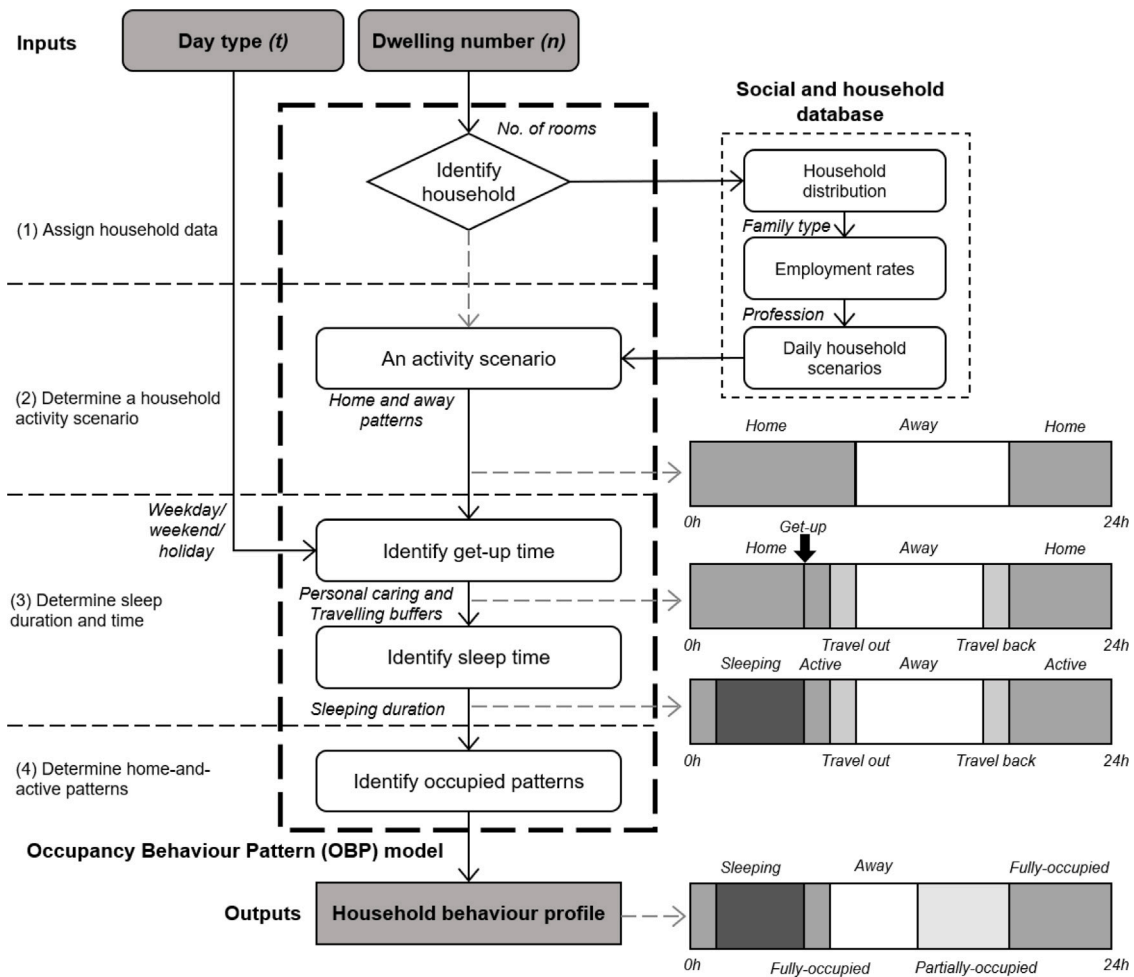 Inputs
Day type (t)
Dwelling number (n)
Social and household
database
No. of rooms
Identify
household
Household
distribution
(1) Assign household data
Family type
Employment rates
Profession
An activity scenario
Daily household
scenarios
(2) Determine a household
activity scenario
Home and away
patterns
Home
Away
Home
0h
24h
Weekday/
weekend/
holiday
Get-up
Identify get-up time
Home
Away
Home
(3) Determine sleep
duration and time
Personal caring and
Travelling buffers
0h
Travel out
Travel back
24h
Identify sleep time
Sleeping
Active
Away
Active
Sleeping duration
0h
Travel out
Travel back
24h
(4) Determine home-and-
active patterns
Identify occupied patterns
Occupancy Behaviour Pattern (OBP) model
Sleeping
Away
Fully-occupied
Outputs
Household behaviour profile
0h
Fully-occupied
Partially-occupied
24h